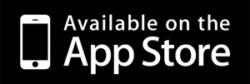 Available on the
App Store